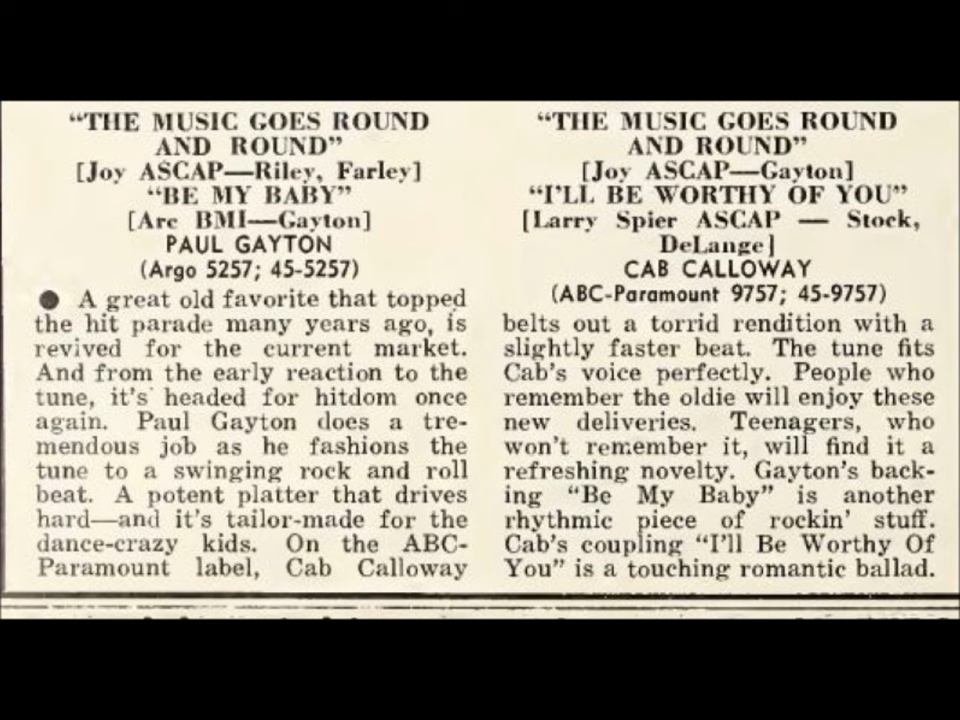 “THE MUSIC GOES ROUND
AND ROUND”
[Joy ASCAP—Riley, Farley]
“BE MY BABY”
[Arc BMI—Gayton]
PAUL GAYTON
(Argo 5257; 45-5257)
● A great old favorite that topped
the hit parade many years ago, is
revived for the current market.
And from the early reaction to the
tune, it’s headed for hitdom once
again. Paul Gayton does a tre-
mendous job as he fashions the
tune to a swinging rock and roll
beat. A potent platter that drives
hard—and it’s tailor-made for the
dance-crazy kids. On the ABC-
Paramount label, Cab Calloway
“THE MUSIC GOES ROUND
AND ROUND”
[Joy ASCAP—Gayton]
“I’LL BE WORTHY OF YOU”
[Larry Spier ASCAP — Stock,
DeLange]
CAB CALLOWAY
(ABC-Paramount 9757; 45-9757)
belts out a torrid rendition with a
slightly faster beat. The tune fits
Cab’s voice perfectly. People who
remember the oldie will enjoy these
new deliveries. Teenagers, who
won’t remember it, will find it a
refreshing novelty. Gayton’s back-
ing “Be My Baby” is another
rhythmic piece of rockin’ stuff.
Cab’s coupling “I’ll Be Worthy Of
You” is a touching romantic ballad.